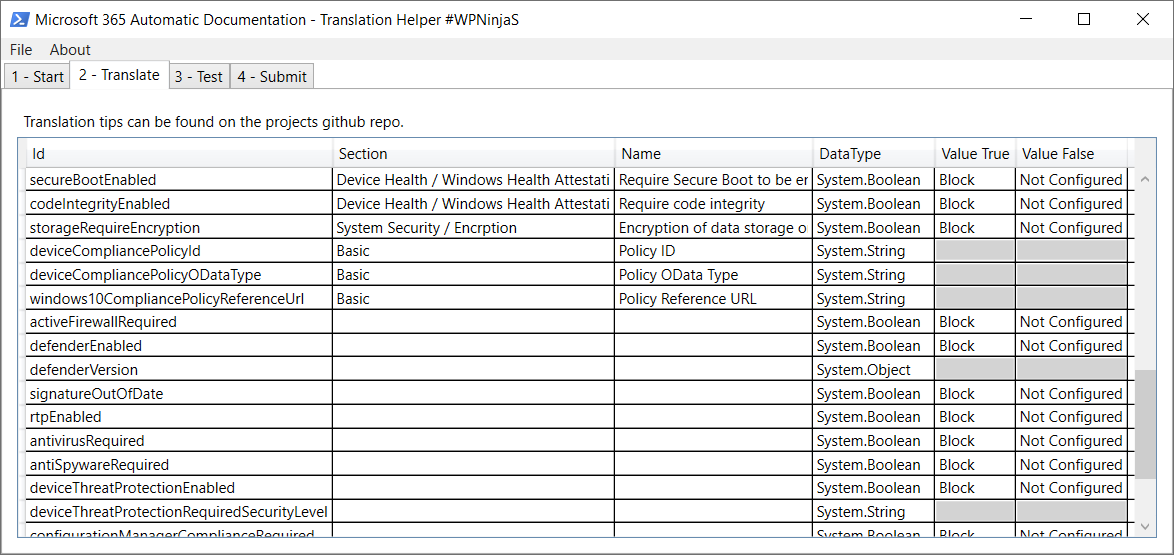 Microsoft 365 Automatic Documentation - Translation Helper #WPNinjaS
File About
1 - Start 2 - Translate 3 - Test 4 - Submit
Translation tips can be found on the projects github repo.
Id Section Name DataType Value True Value False
secureBootEnabled Device Health / Windows Health Attestati Require Secure Boot to be er System.Boolean Block Not Configured
codeIntegrityEnabled Device Health / Windows Health Attestati Require code integrity System.Boolean Block Not Configured
storageRequireEncryption System Security / Encrption Encryption of data storage o System.Boolean Block Not Configured
deviceCompliancePolicyId Basic Policy ID System.String
deviceCompliancePolicyODataType Basic Policy OData Type System.String
windows10CompliancePolicyReferenceUrl Basic Policy Reference URL System.String
activeFirewallRequired System.Boolean Block Not Configured
defenderEnabled System.Boolean Block Not Configured
defenderVersion System.Object
signatureOutOfDate System.Boolean Block Not Configured
rtpEnabled System.Boolean Block Not Configured
antivirusRequired System.Boolean Block Not Configured
antiSpywareRequired System.Boolean Block Not Configured
deviceThreatProtectionEnabled System.Boolean Block Not Configured
deviceThreatProtectionRequiredSecurityLevel System.String
configurationManagerComplianceRequired System.Boolean Block Not Configured